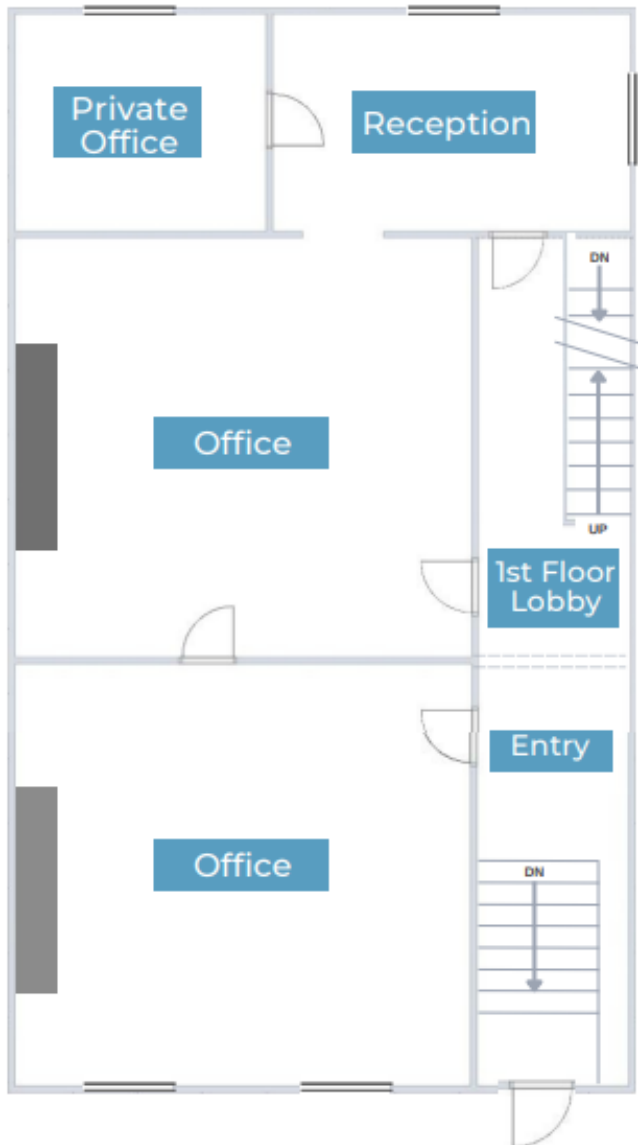 Private
Office
Reception
DN
Office
UP
1st Floor
Lobby
Entry
Office
DN